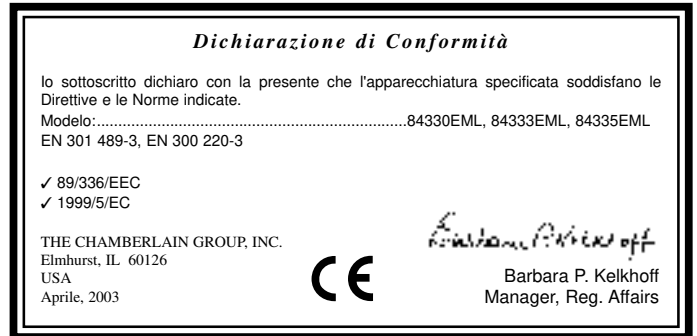 Dichiarazione di Conformità
Io sottoscritto dichiaro con la presente che l'apparecchiatura specificata soddisfano le
Direttive e le Norme indicate.
Modelo:......................................................................84330EML, 84333EML, 84335EML
EN 301 489-3, EN 300 220-3
✓ 89/336/EEC
✓ 1999/5/EC
THE CHAMBERLAIN GROUP, INC.
Elmhurst, IL 60126
USA
Aprile, 2003
CE
Barbara P. Kelkhoff
Manager, Reg. Affairs